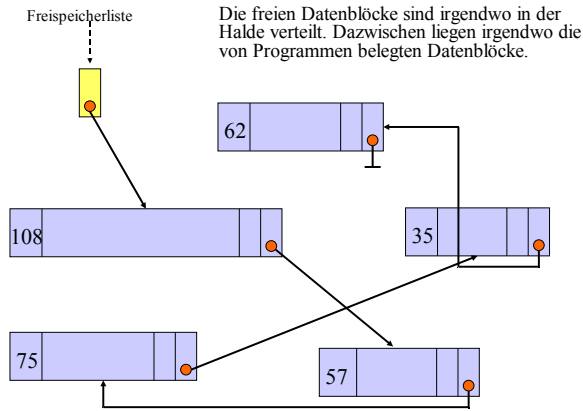 Freispeicherliste
Die freien Datenblöcke sind irgendwo in der
Halde verteilt. Dazwischen liegen irgendwo die
von Programmen belegten Datenblöcke.
62
108
35
75
57